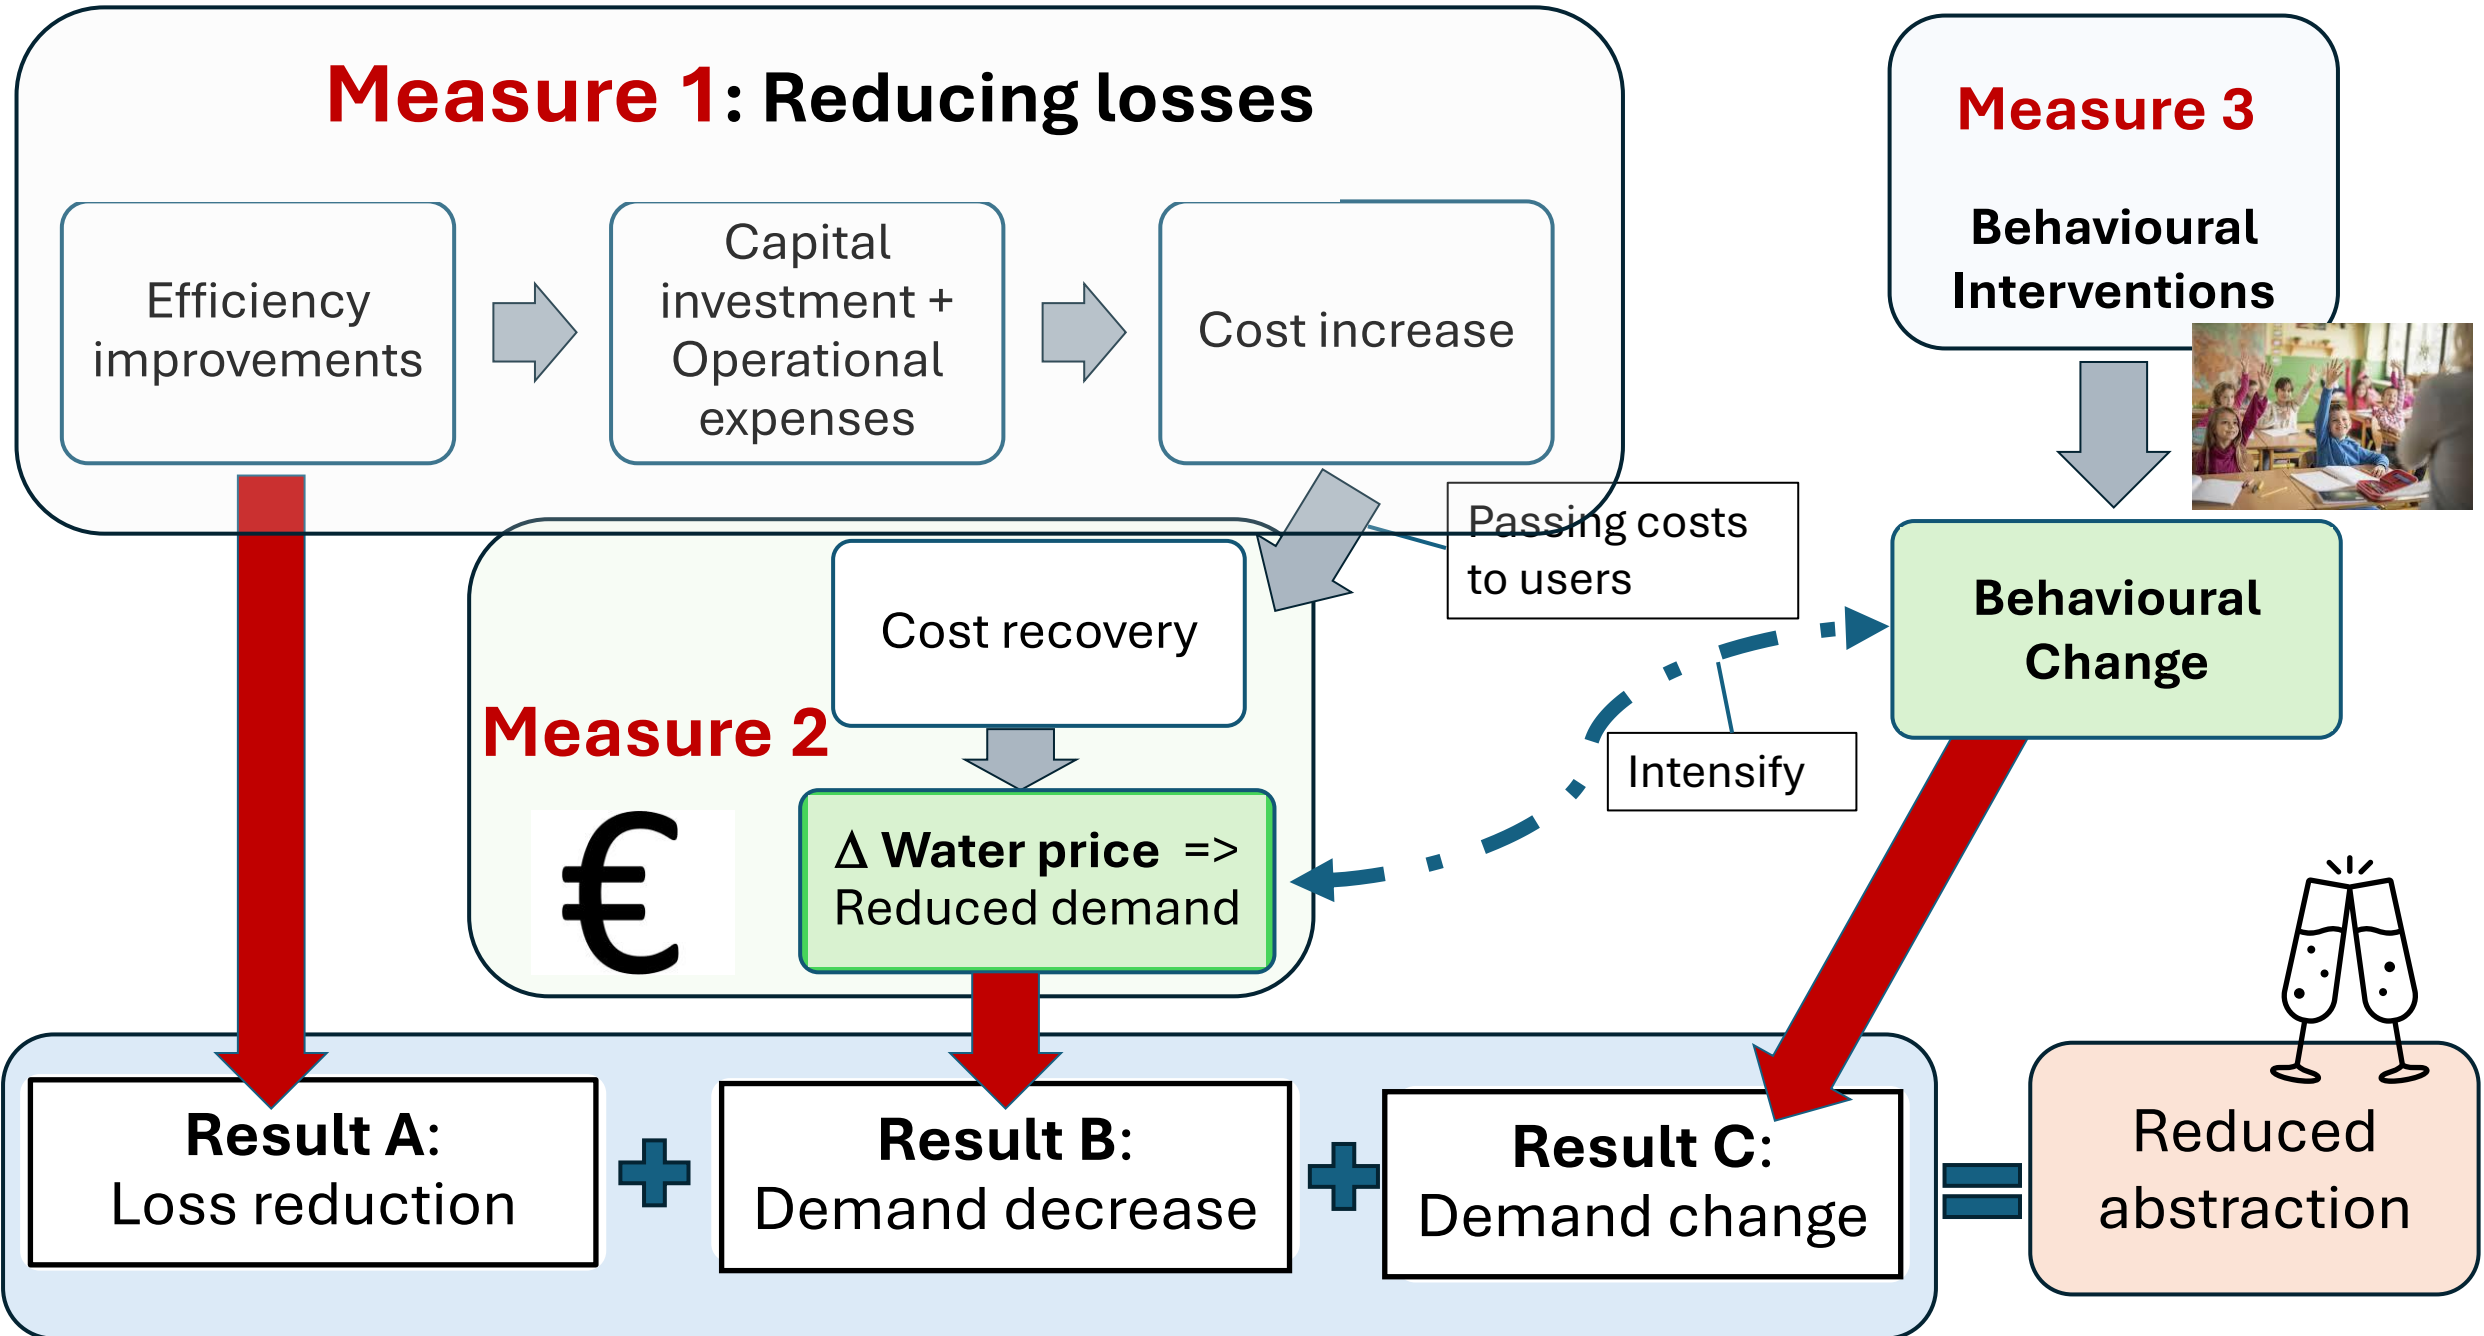 Measure 1: Reducing losses
Efficiency
improvements
Capital
investment +
Operational
expenses
Cost increase
Measure 3
Behavioural
Interventions
Passing costs
to users
Cost recovery
Measure 2
€
Δ Water price =>
Reduced demand
Behavioural
Change
Intensify
Result A:
Loss reduction
Result B:
Demand decrease
Result C:
Demand change
Reduced
abstraction